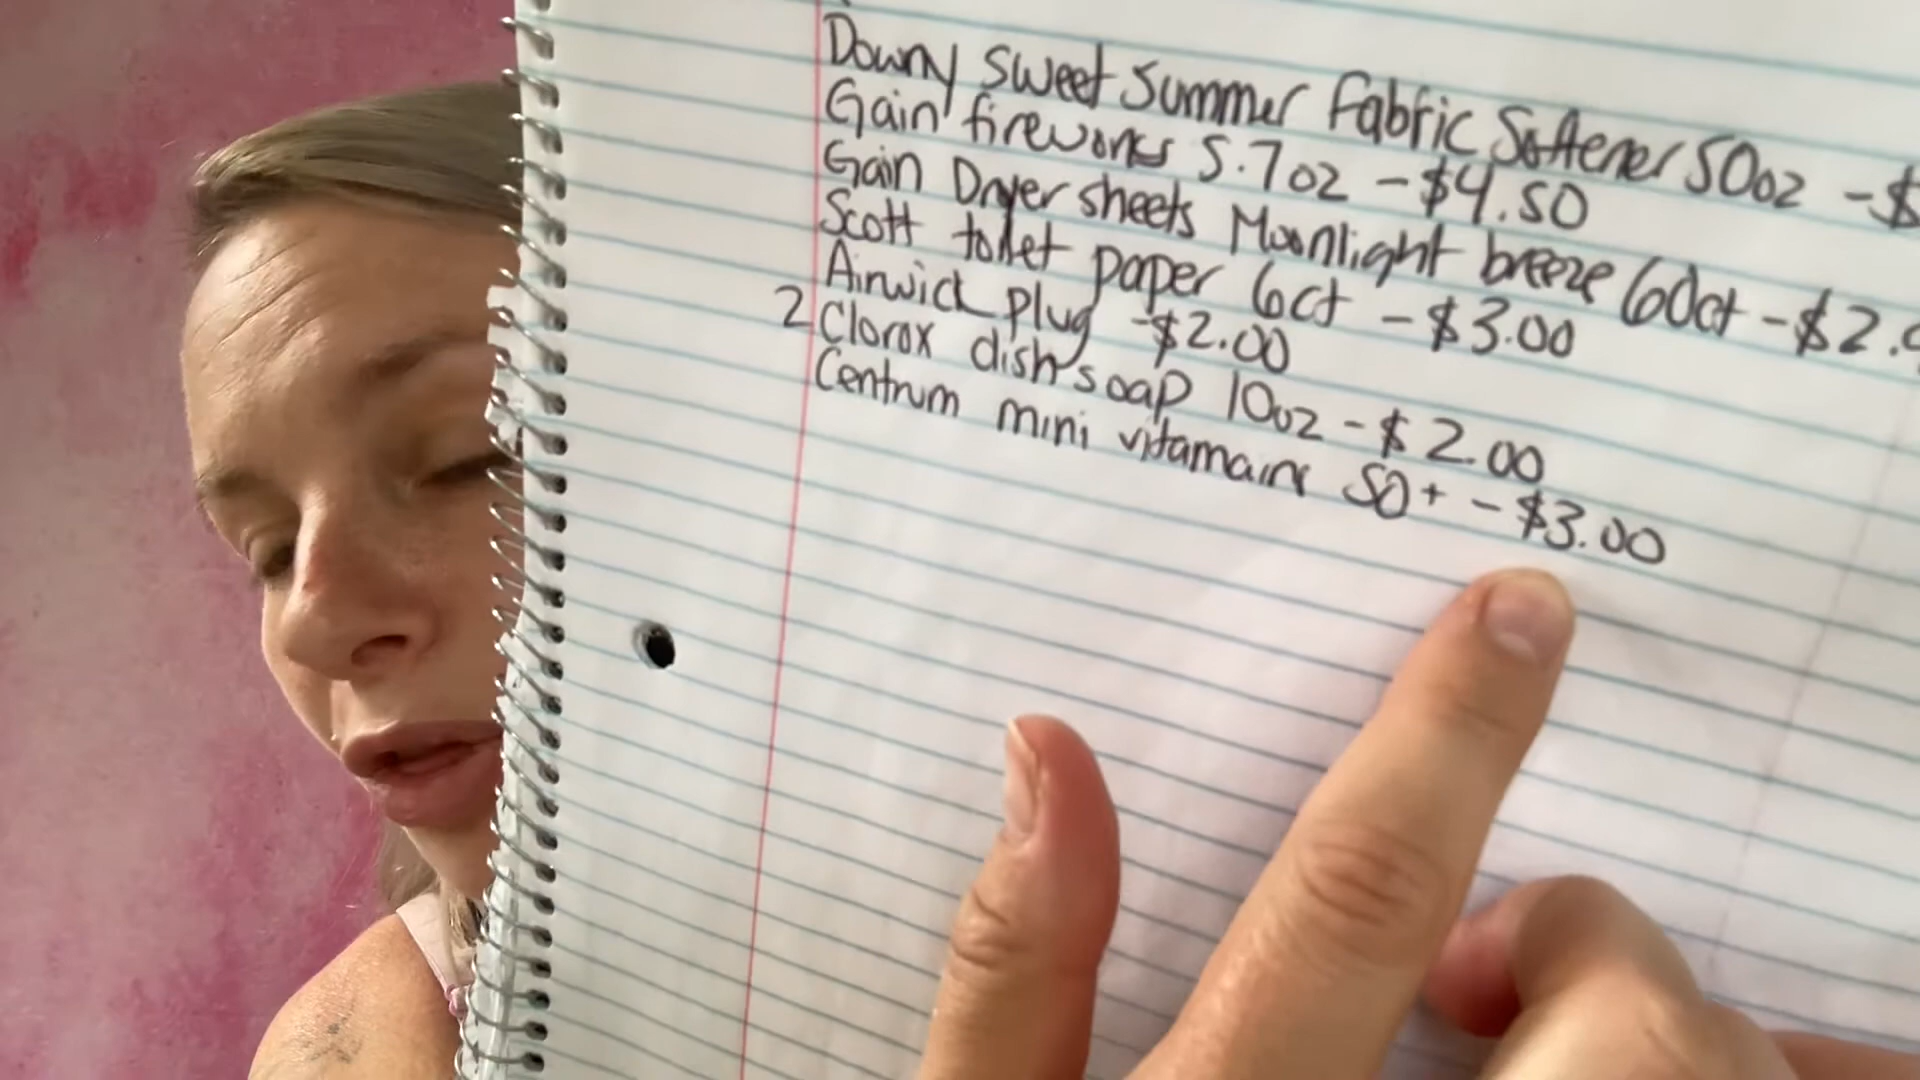 Downy Sweet Summer Fabric Softener 50oz - $
Gain fireworks 5.7oz - $4.50
Gain Dryer sheets Moonlight breeze 60ct - $2.9
Scott toilet paper 6ct - $3.00
Airwick plug - $2.00
2 Clorox dish soap 10oz - $2.00
Centrum mini vitamains 50+ - $3.00